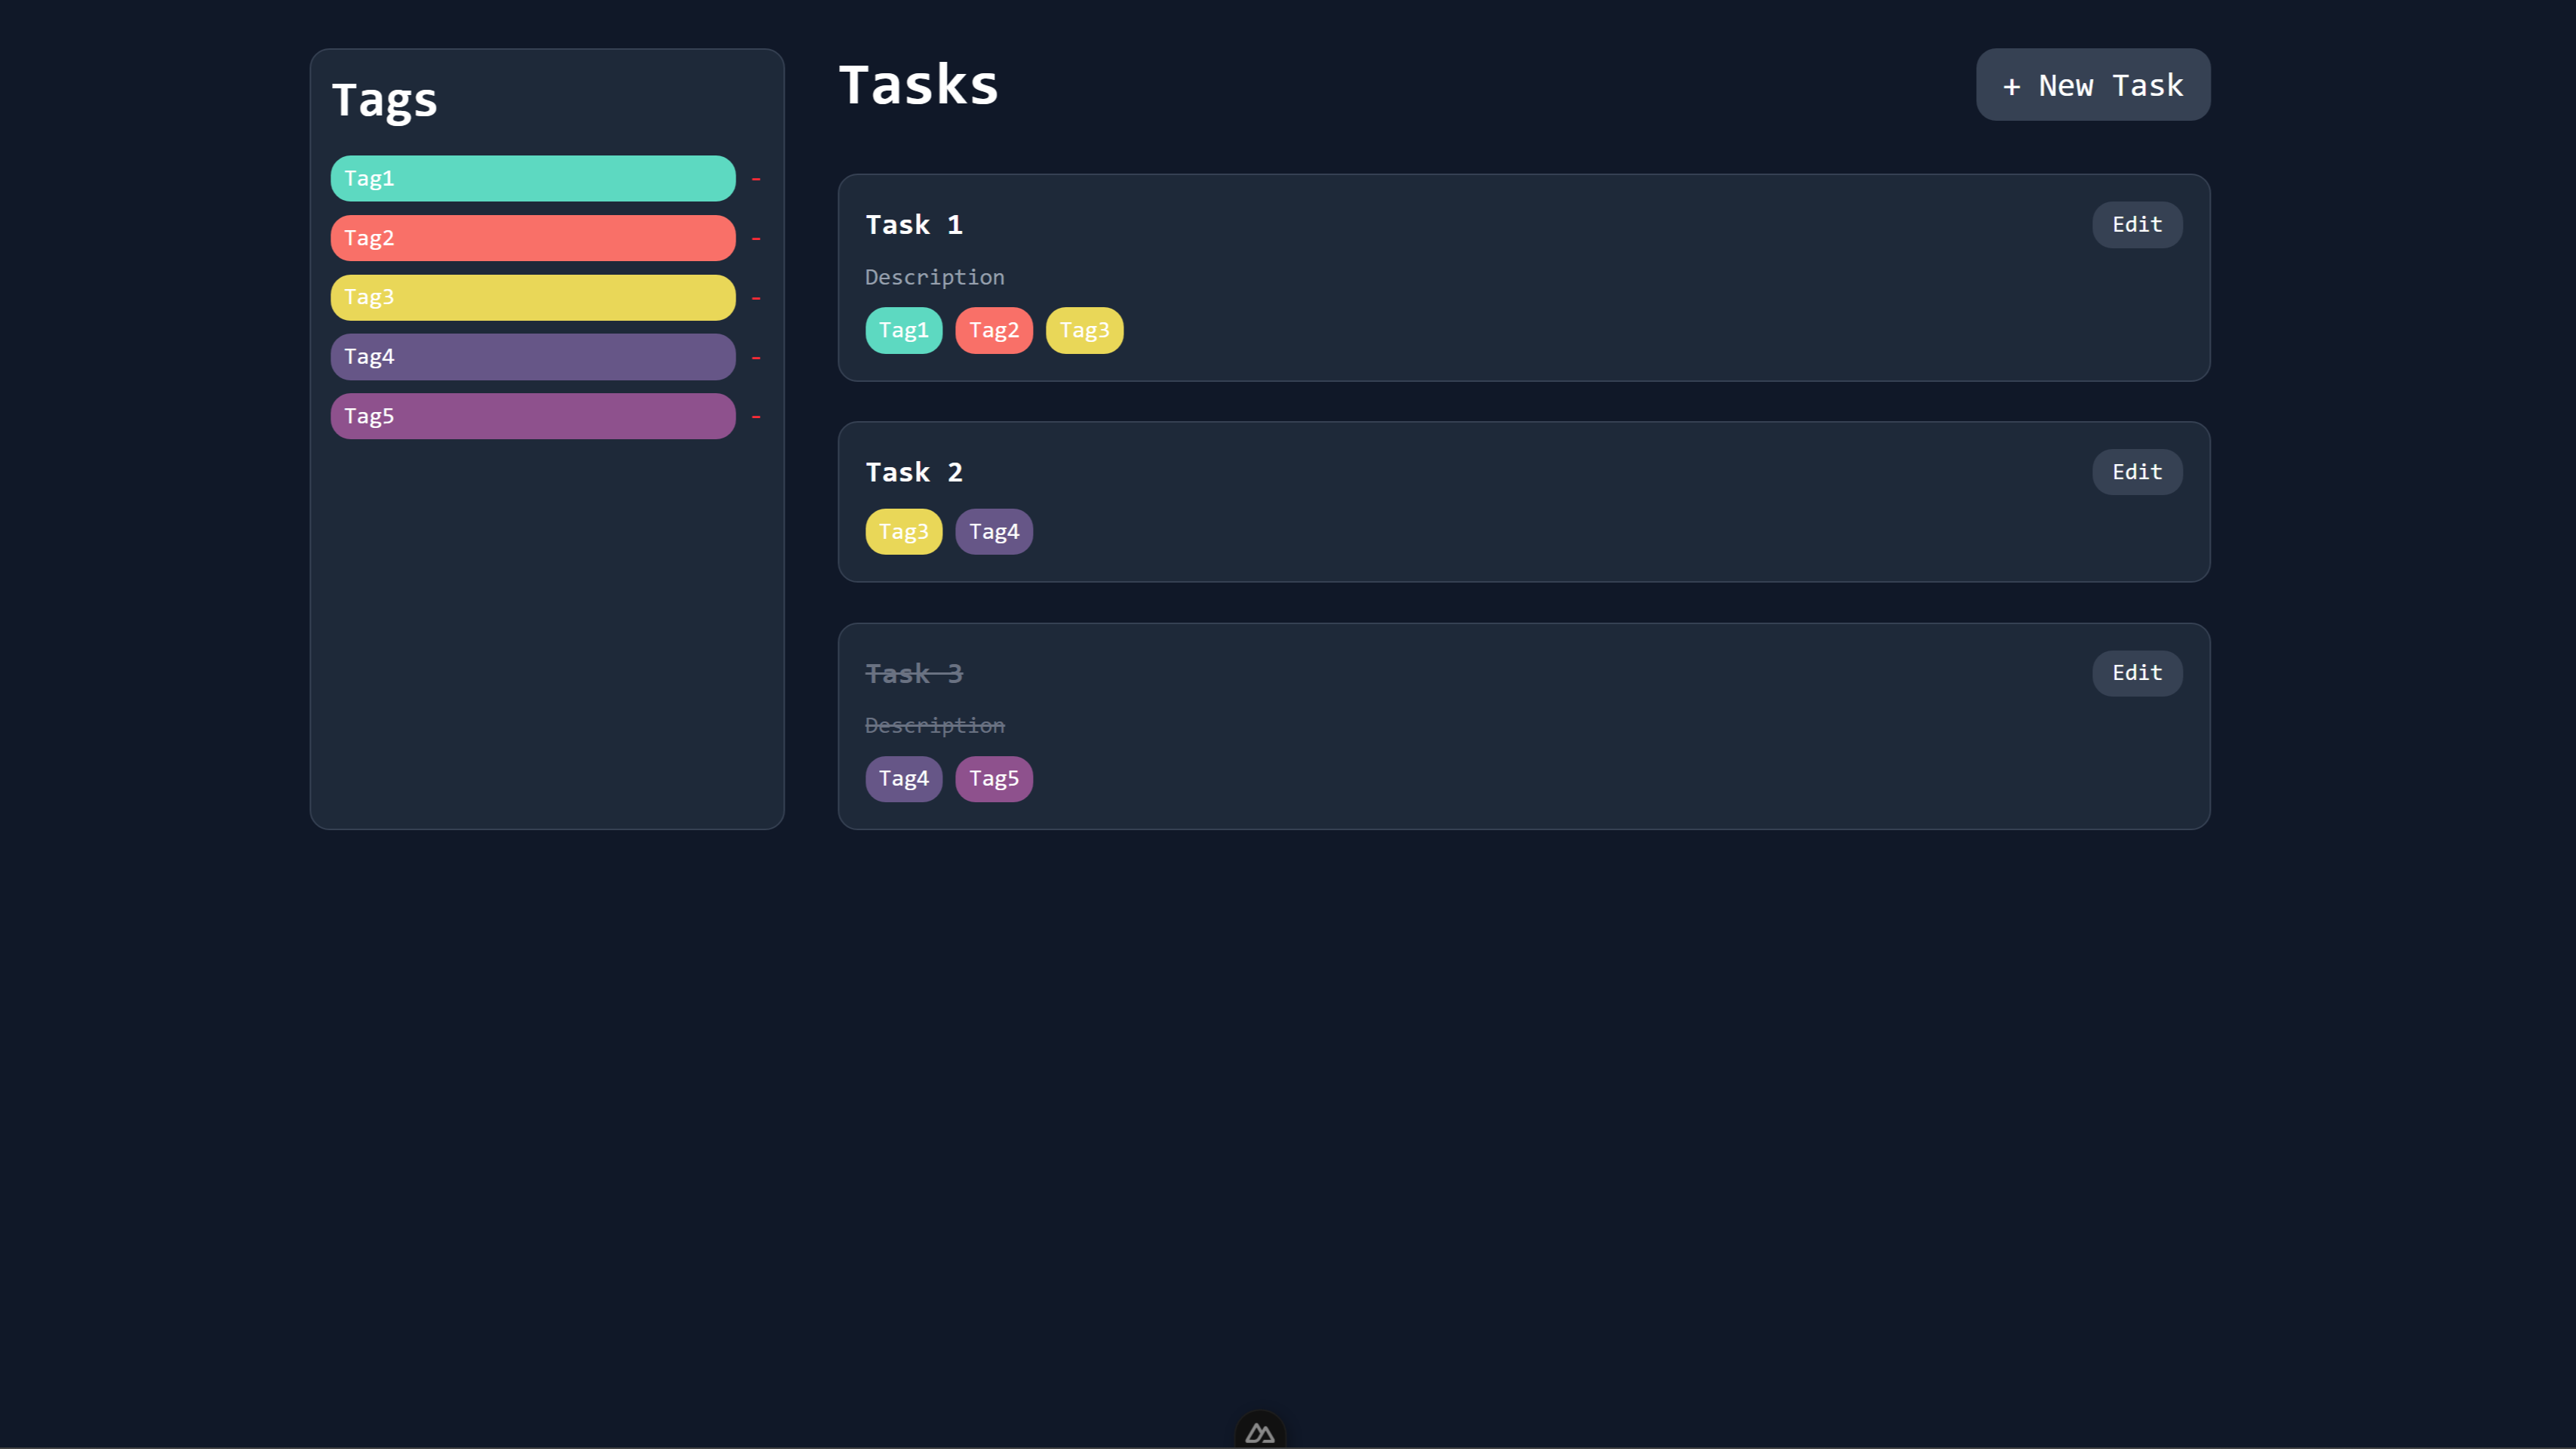 Tags
Tag1 -
Tag2 -
Tag3 -
Tag4 -
Tag5 -
Tasks
+ New Task
Task 1
Edit
Description
Tag1 Tag2 Tag3
Task 2
Edit
Tag3 Tag4
Task 3
Edit
Description
Tag4 Tag5